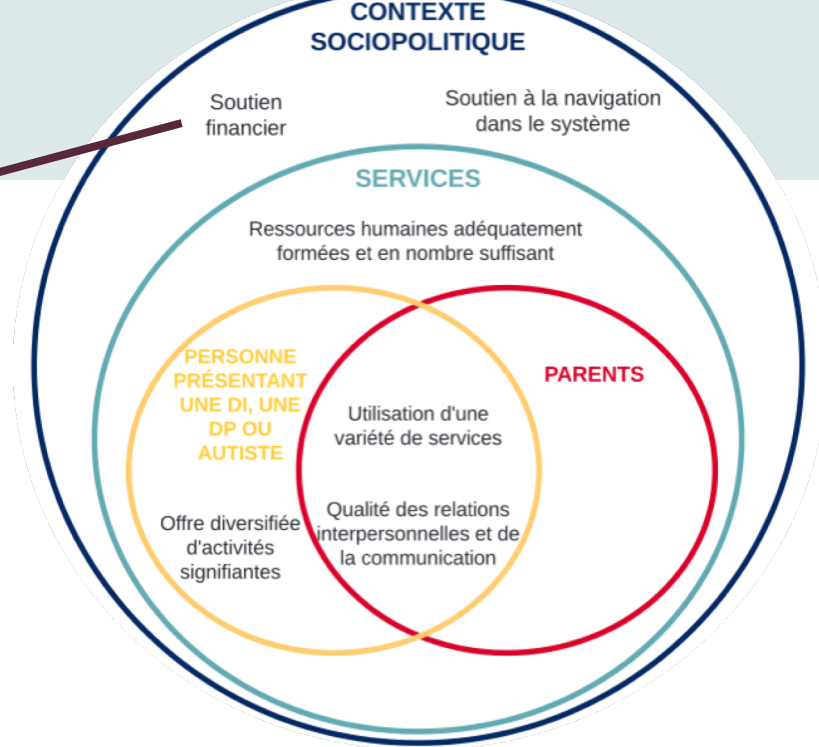 CONTEXTE
SOCIOPOLITIQUE
Soutien
financier
Soutien à la navigation
dans le système
SERVICES
Ressources humaines adéquatement
formées et en nombre suffisant
PERSONNE
PRÉSENTANT
UNE DI, UNE
DP OU
AUTISTE
PARENTS
Utilisation d'une
variété de services
Offre diversifiée
d'activités
signifiantes
Qualité des relations
interpersonnelles et de
la communication